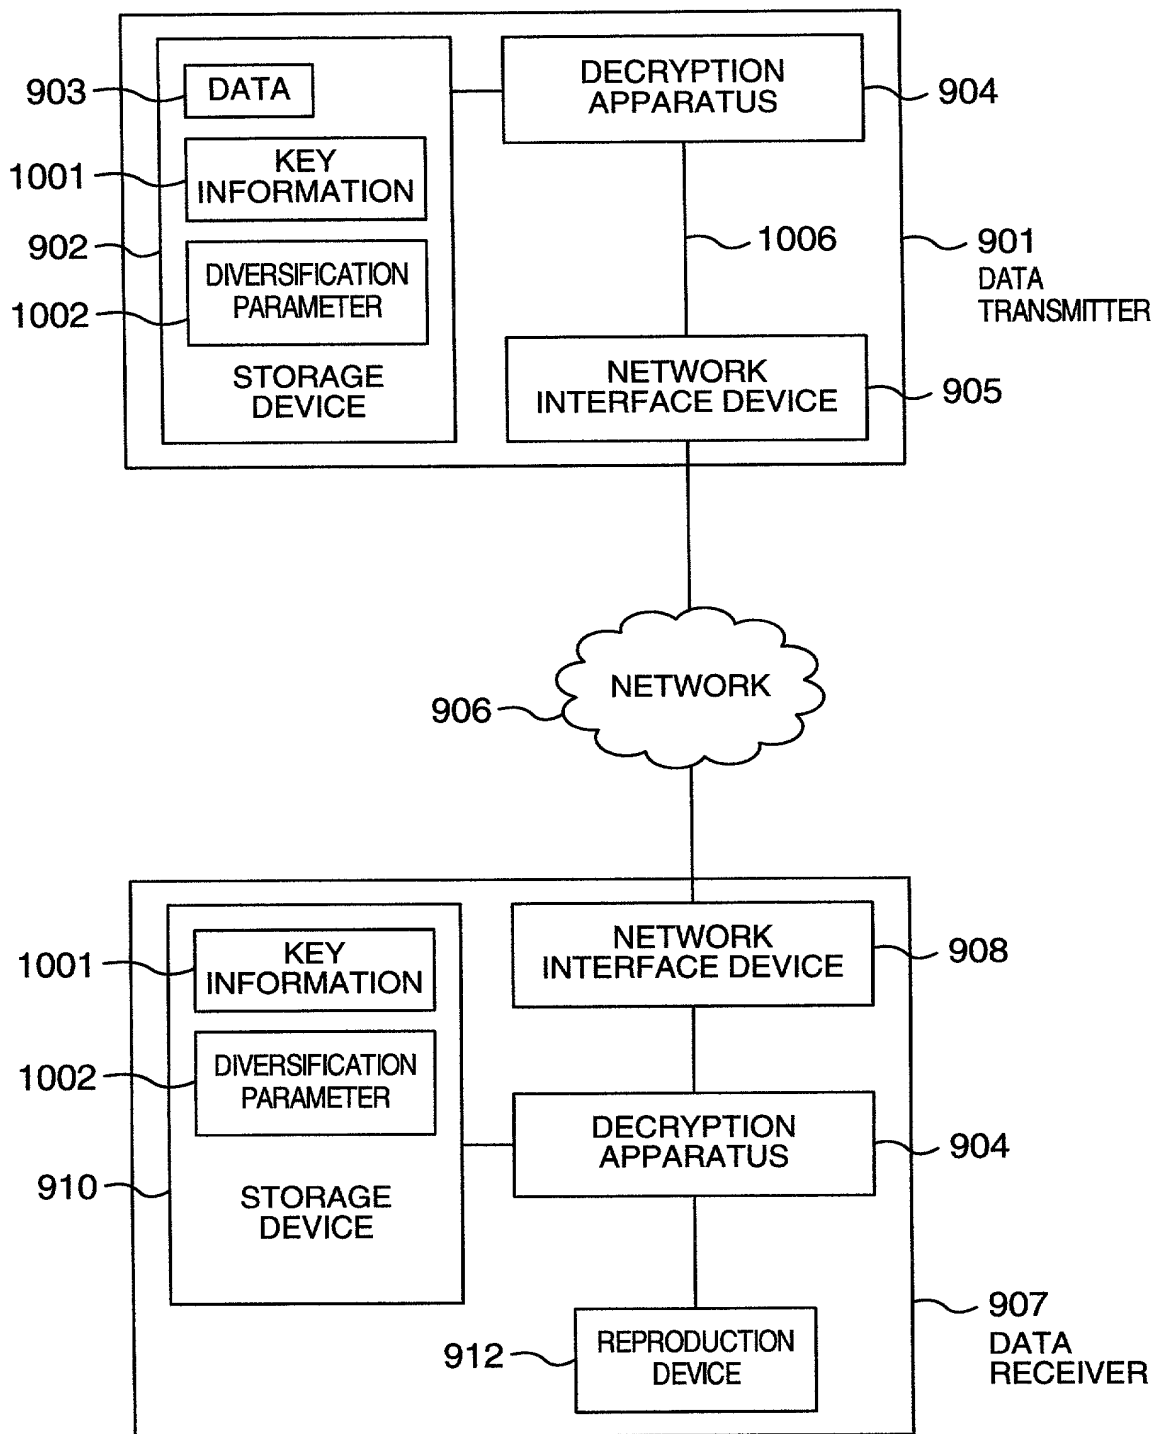 903
DATA
1001
KEY
INFORMATION
902
1002
DIVERSIFICATION
PARAMETER
STORAGE
DEVICE
DECRYPTION
APPARATUS
904
1006
901
DATA
TRANSMITTER
NETWORK
INTERFACE DEVICE
905
906
NETWORK
1001
KEY
INFORMATION
1002
DIVERSIFICATION
PARAMETER
910
STORAGE
DEVICE
NETWORK
INTERFACE DEVICE
908
DECRYPTION
APPARATUS
904
912
REPRODUCTION
DEVICE
907
DATA
RECEIVER